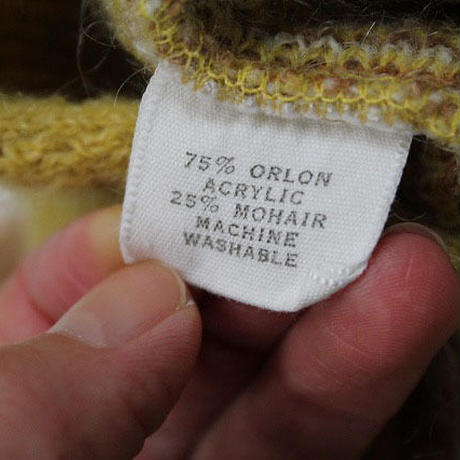 75% ORLON
ACRYLIC
25% MOHAIR
MACHINE
WASHABLE